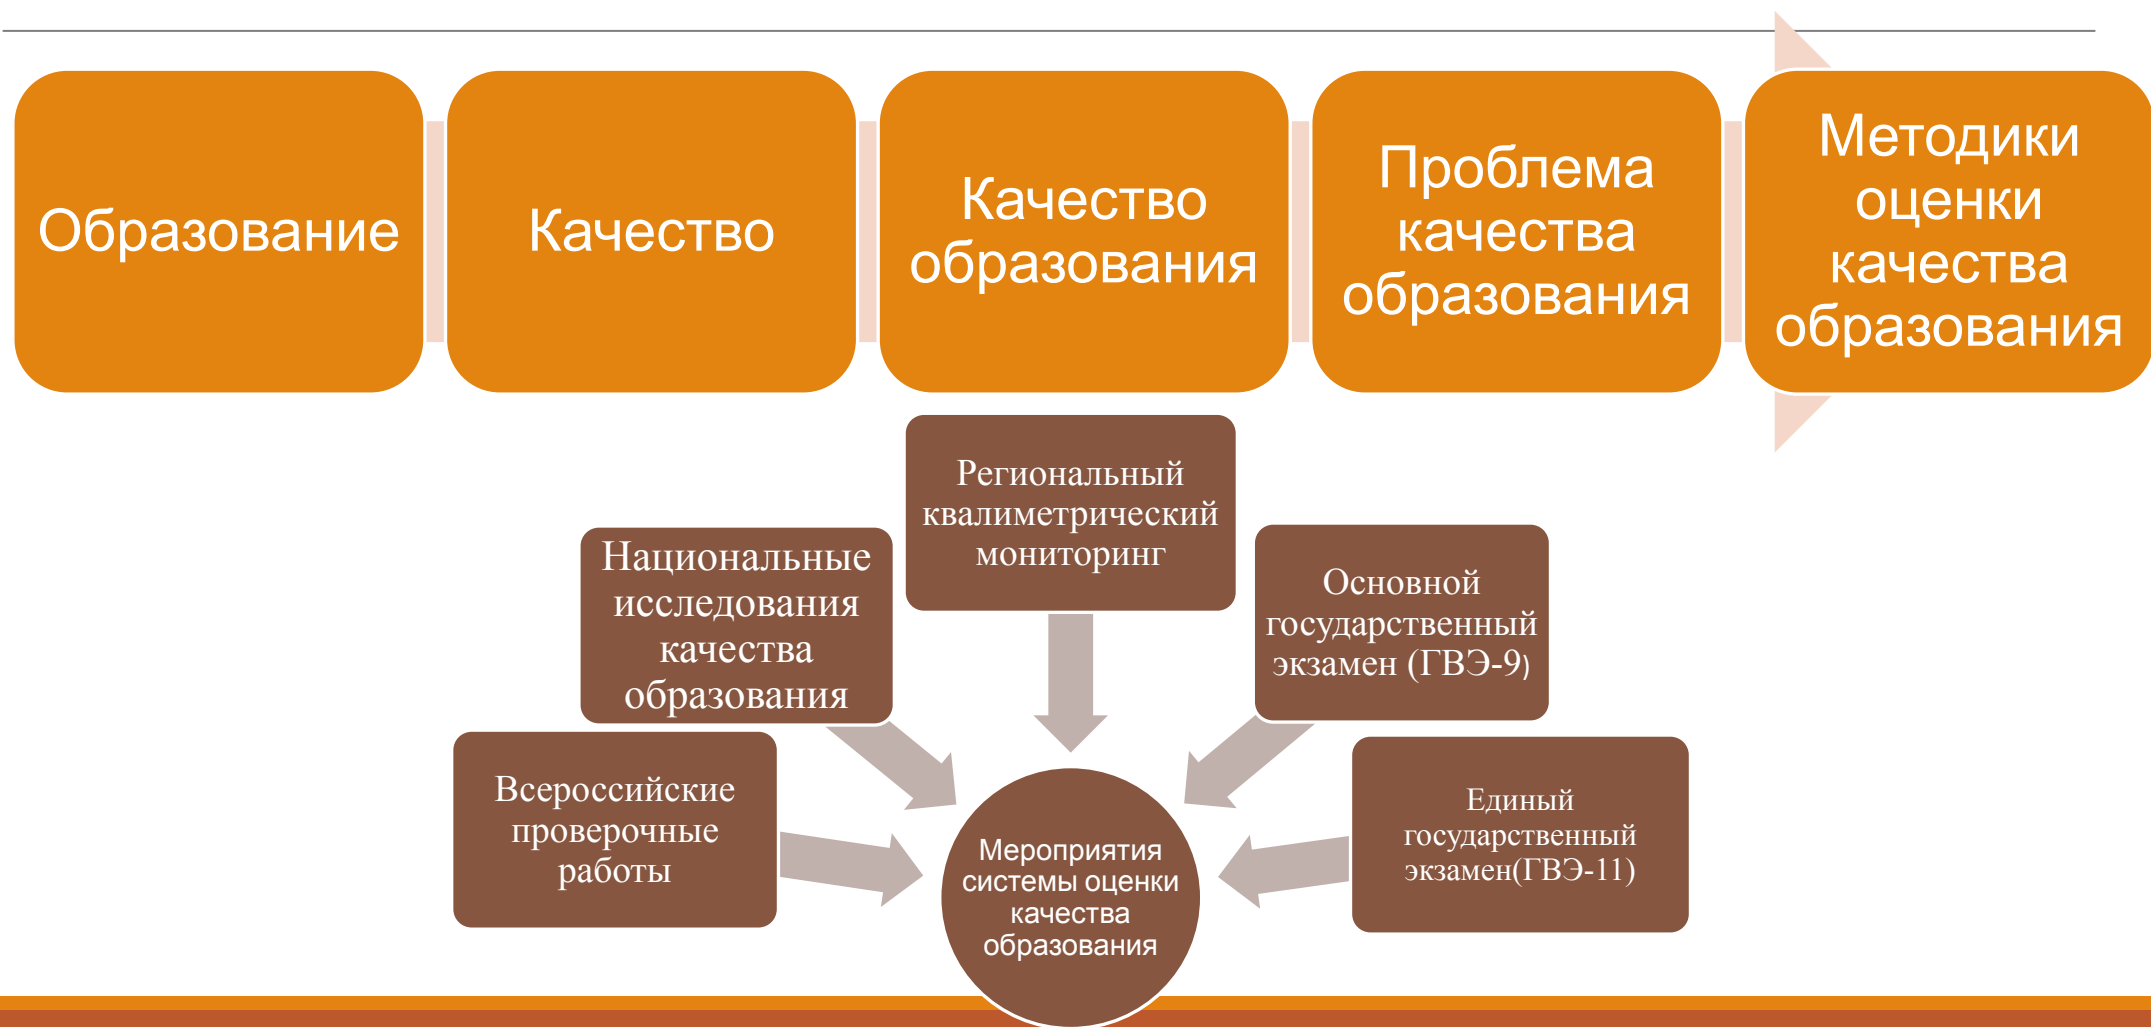 Образование
Качество
Качество
образования
Проблема
качества
образования
Методики
оценки
качества
образования
Региональный
квалиметрический
мониторинг
Национальные
исследования
качества
образования
Основной
государственный
экзамен (ГВЭ-9)
Всероссийские
проверочные
работы
Единый
государственный
экзамен(ГВЭ-11)
Мероприятия
системы оценки
качества
образования